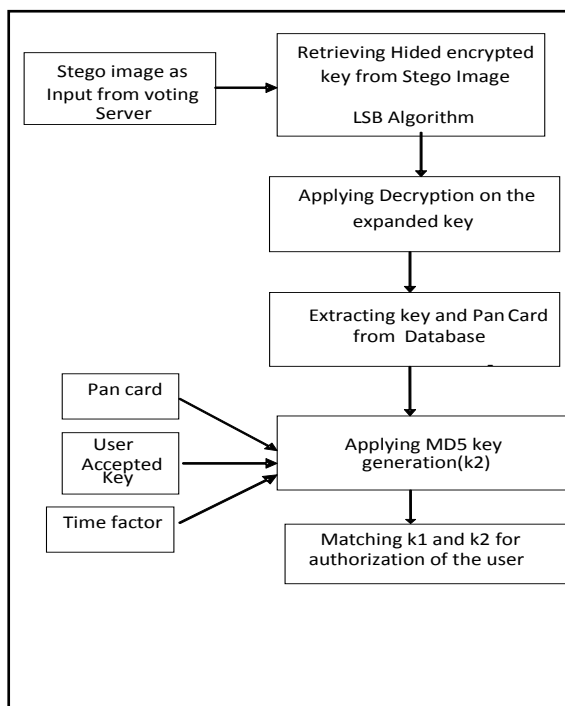 Stego image as
Input from voting
Server
Retrieving Hided encrypted
key from Stego Image
LSB Algorithm
Applying Decryption on the
expanded key
Extracting key and Pan Card
from Database
Pan card
User
Accepted
Key
Time factor
Applying MD5 key
generation(k2)
Matching k1 and k2 for
authorization of the user